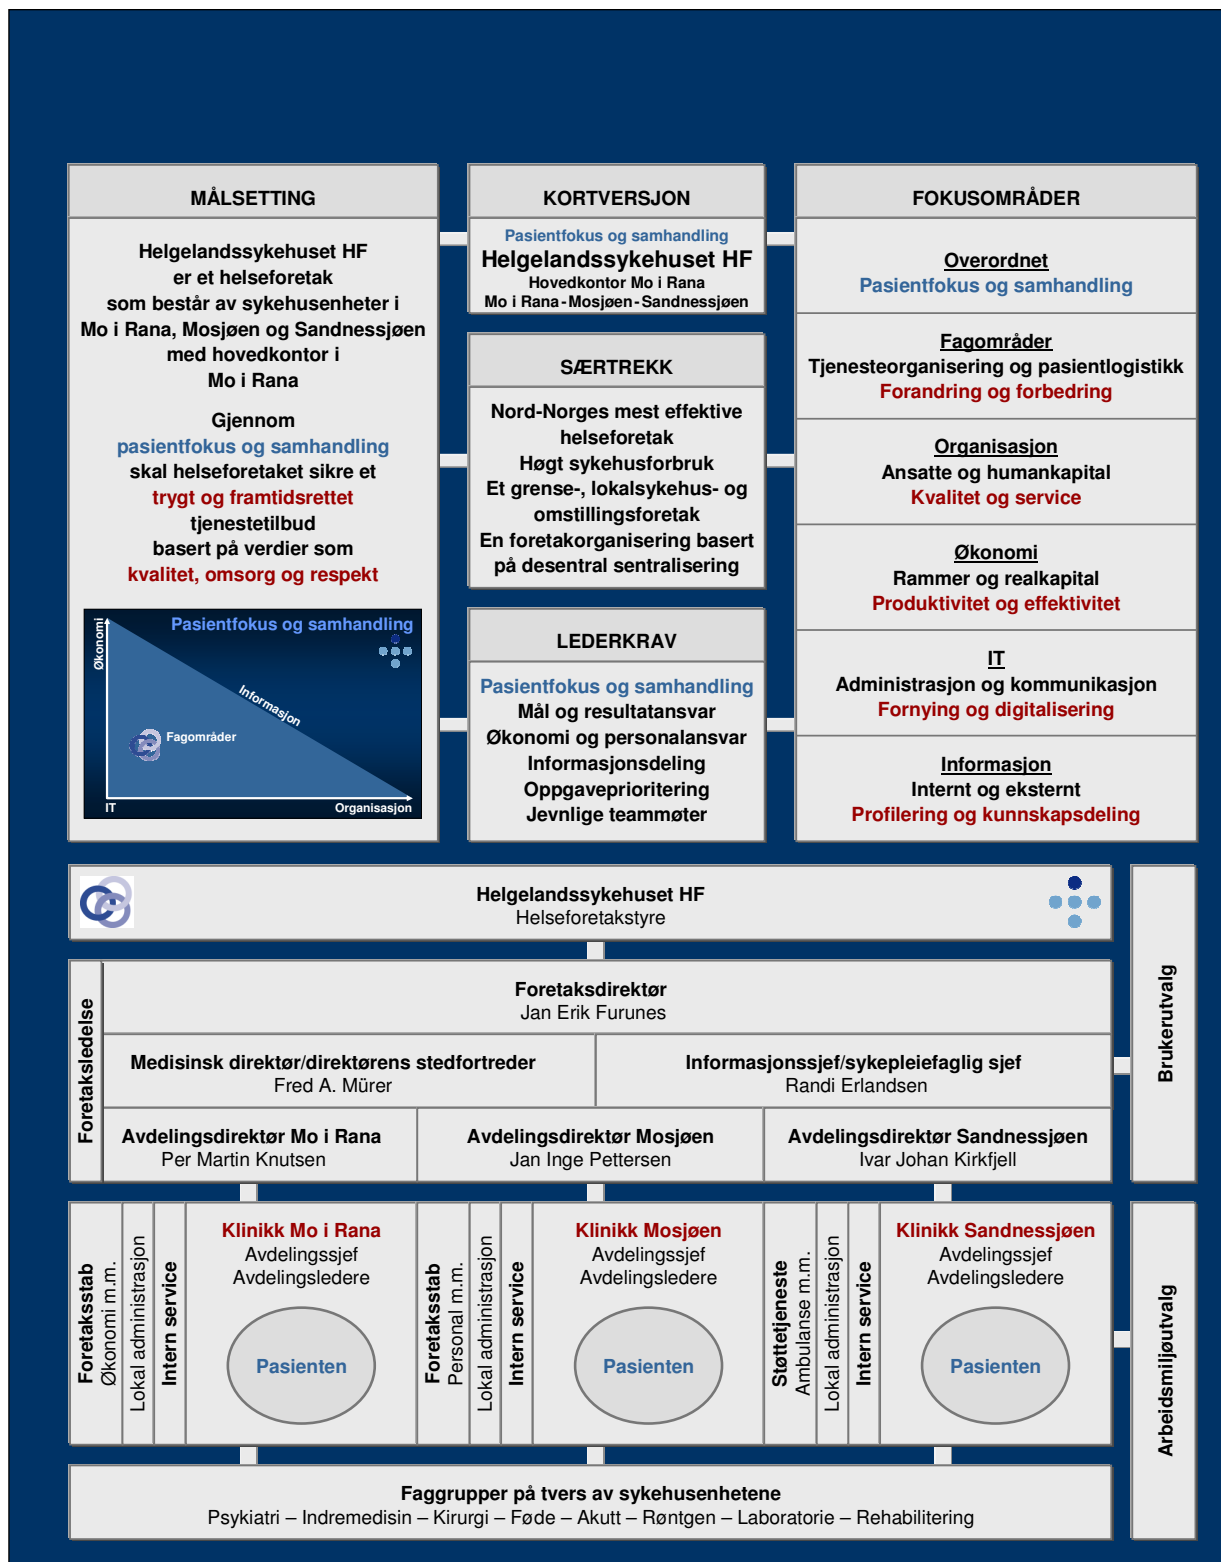 MÅLSETTING
Helgelandssykehuset HF
er et helseforetak
som består av sykehusenheter i
Mo i Rana, Mosjøen og Sandnessjøen
med hovedkontor i
Mo i Rana
Gjennom
pasientfokus og samhandling
skal helseforetaket sikre et
trygt og framtidsrettet
tjenestetilbud
basert på verdier som
kvalitet, omsorg og respekt
Pasientfokus og samhandling
Økonomi
Informasjon
Fagområder
IT
Organisasjon
KORTVERSJON
Pasientfokus og samhandling
Helgelandssykehuset HF
Hovedkontor Mo i Rana
Mo i Rana - Mosjøen - Sandnessjøen
SÆRTREKK
Nord-Norges mest effektive
helseforetak
Høgt sykehusforbruk
Et grense-, lokalsykehus- og
omstillingsforetak
En foretakorganisering basert
på desentral sentralisering
LEDERKRAV
Pasientfokus og samhandling
Mål og resultatansvar
Økonomi og personalansvar
Informasjonsdeling
Oppgaveprioritering
Jevnlige teammøter
FOKUSOMRÅDER
Overordnet
Pasientfokus og samhandling
Fagområder
Tjenesteorganisering og pasientlogistikk
Forandring og forbedring
Organisasjon
Ansatte og humankapital
Kvalitet og service
Økonomi
Rammer og realkapital
Produktivitet og effektivitet
IT
Administrasjon og kommunikasjon
Fornying og digitalisering
Informasjon
Internt og eksternt
Profilering og kunnskapsdeling
Helgelandssykehuset HF
Helseforetakstyre
Foretaksledelse
Foretaksdirektør
Jan Erik Furunes
Medisinsk direktør/direktørens stedfortreder
Fred A. Mürer
Informasjonssjef/sykepleiefaglig sjef
Randi Erlandsen
Avdelingsdirektør Mo i Rana
Per Martin Knutsen
Avdelingsdirektør Mosjøen
Jan Inge Pettersen
Avdelingsdirektør Sandnessjøen
Ivar Johan Kirkfjell
Brukerutvalg
Foretaksstab
Økonomi m.m.
Lokal administrasjon
Intern service
Klinikk Mo i Rana
Avdelingssjef
Avdelingsledere
Pasienten
Foretaksstab
Personal m.m.
Lokal administrasjon
Intern service
Klinikk Mosjøen
Avdelingssjef
Avdelingsledere
Pasienten
Støttetjeneste
Ambulanse m.m.
Lokal administrasjon
Intern service
Klinikk Sandnessjøen
Avdelingssjef
Avdelingsledere
Pasienten
Arbeidsmiljøutvalg
Faggrupper på tvers av sykehusenhetene
Psykiatri – Indremedisin – Kirurgi – Føde – Akutt – Røntgen – Laboratorie – Rehabilitering